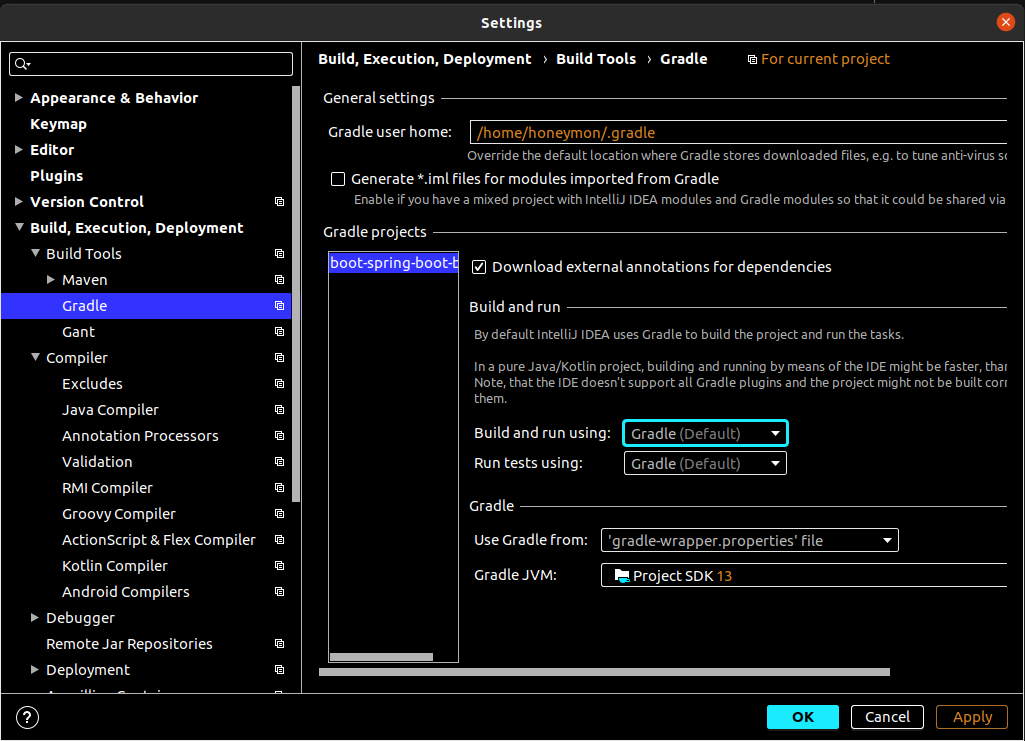 Settings
Build, Execution, Deployment › Build Tools › Gradle For current project
Appearance & Behavior
Keymap
Editor
Plugins
Version Control
Build, Execution, Deployment
Build Tools
Maven
Gradle
Gant
Compiler
Excludes
Java Compiler
Annotation Processors
Validation
RMI Compiler
Groovy Compiler
ActionScript & Flex Compiler
Kotlin Compiler
Android Compilers
Debugger
Remote Jar Repositories
Deployment
General settings
Gradle user home: /home/honeymon/.gradle
Override the default location where Gradle stores downloaded files, e.g. to tune anti-virus
Generate *.iml files for modules imported from Gradle
Enable if you have a mixed project with IntelliJ IDEA modules and Gradle modules so that it could be shared via
Gradle projects
boot-spring-boot-b
Download external annotations for dependencies
Build and run
By default IntelliJ IDEA uses Gradle to build the project and run the tasks.
In a pure Java/Kotlin project, building and running by means of the IDE might be faster, than
Note, that the IDE doesn't support all Gradle plugins and the project might not be built corr
them.
Build and run using: Gradle (Default)
Run tests using: Gradle (Default)
Gradle
Use Gradle from: 'gradle-wrapper.properties' file
Gradle JVM: Project SDK 13
? OK Cancel Apply